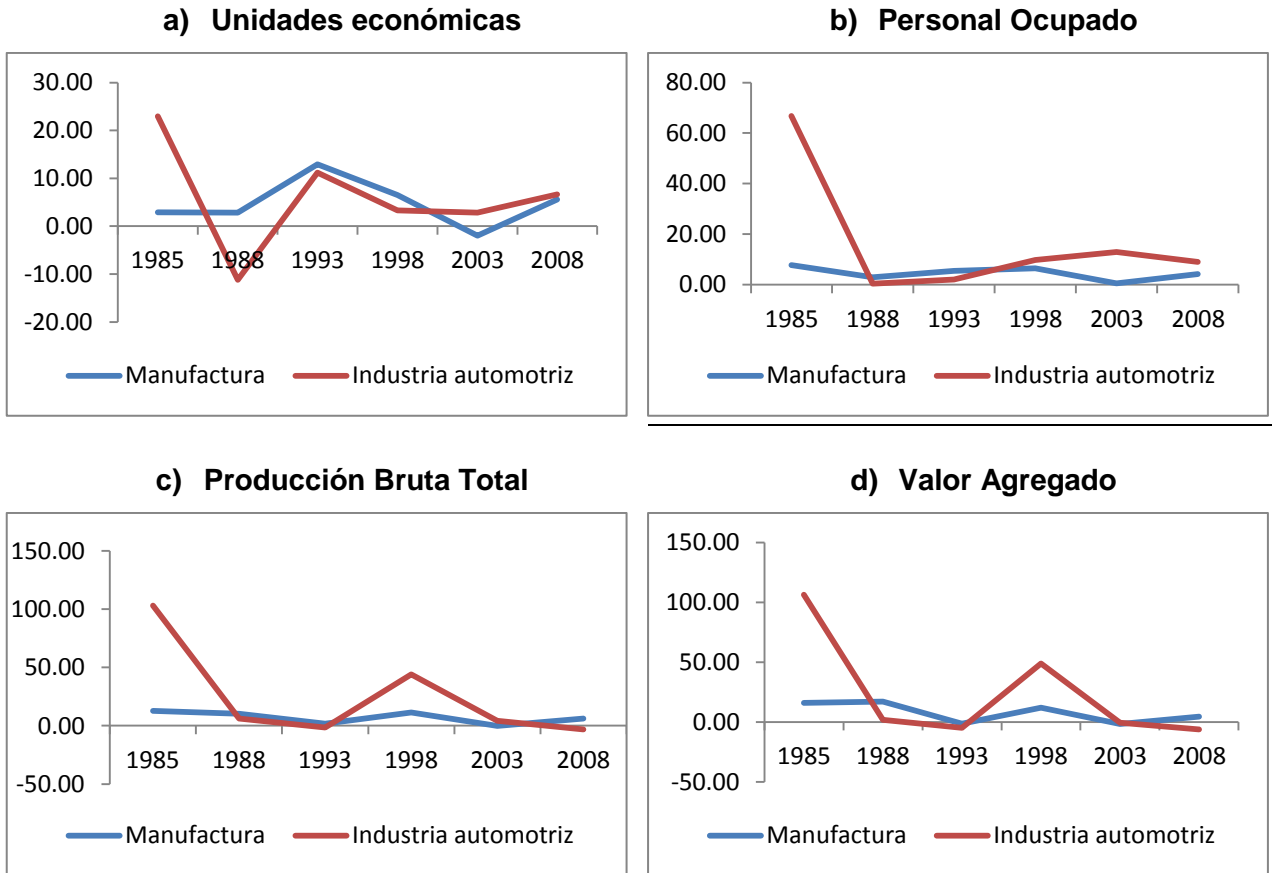 a) Unidades económicas
30.00
20.00
10.00
0.00
-10.00
-20.00
1985 1988 1993 1998 2003 2008
Manufactura Industria automotriz
b) Personal Ocupado
80.00
60.00
40.00
20.00
0.00
1985 1988 1993 1998 2003 2008
Manufactura Industria automotriz
c) Producción Bruta Total
150.00
100.00
50.00
0.00
-50.00
1985 1988 1993 1998 2003 2008
Manufactura Industria automotriz
d) Valor Agregado
150.00
100.00
50.00
0.00
-50.00
1985 1988 1993 1998 2003 2008
Manufactura Industria automotriz